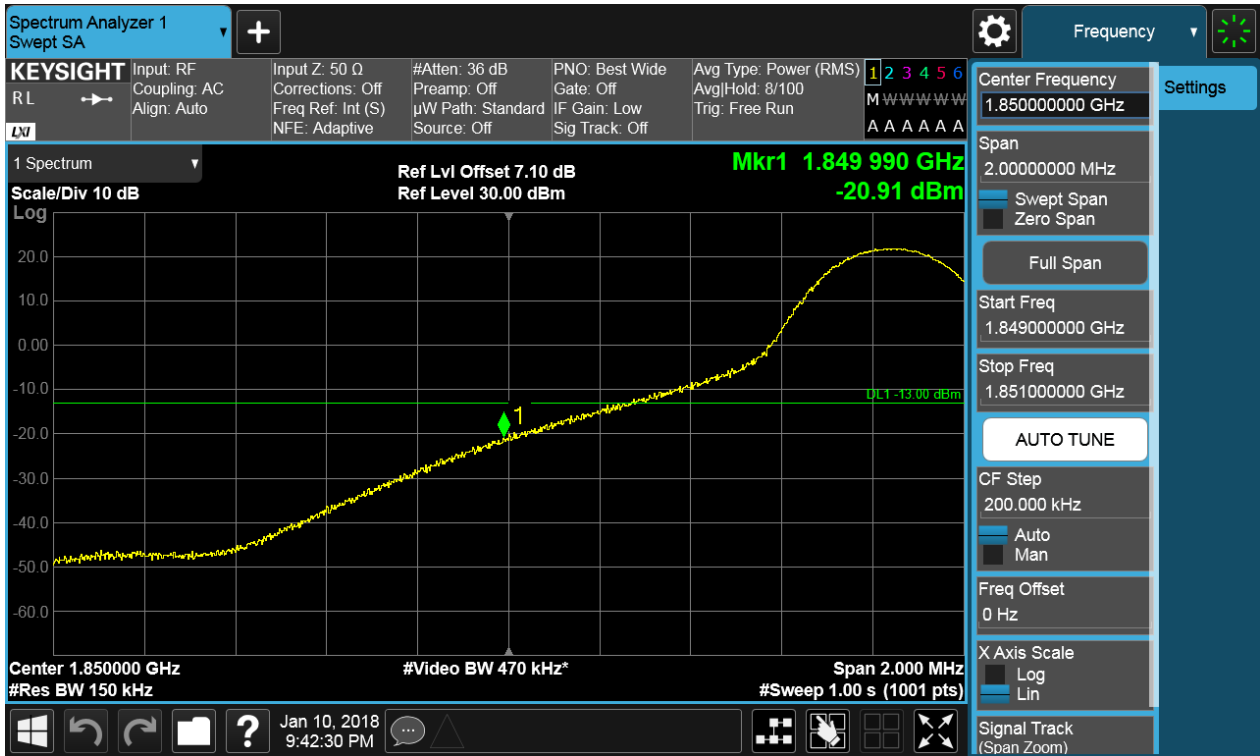 Spectrum Analyzer 1
Swept SA
+
Frequency
KEYSIGHT
RL
LXI
Input: RF
Coupling: AC
Align: Auto
Input Z: 50 Ω
Corrections: Off
Freq Ref: Int (S)
NFE: Adaptive
#Atten: 36 dB
Preamp: Off
µW Path: Standard
Source: Off
PNO: Best Wide
Gate: Off
IF Gain: Low
Sig Track: Off
Avg Type: Power (RMS)
Avg|Hold: 8/100
Trig: Free Run
1 2 3 4 5 6
M W W W W W
A A A A A A
1 Spectrum
Scale/Div 10 dB
Log
Ref Lvl Offset 7.10 dB
Ref Level 30.00 dBm
Mkr1 1.849 990 GHz
-20.91 dBm
20.0
10.0
0.00
-10.0
-20.0
-30.0
-40.0
-50.0
-60.0
DL1 -13.00 dBm
1
Center 1.850000 GHz
#Video BW 470 kHz*
Span 2.000 MHz
#Res BW 150 kHz
#Sweep 1.00 s (1001 pts)
Center Frequency
1.850000000 GHz
Span
2.00000000 MHz
Swept Span
Zero Span
Full Span
Start Freq
1.849000000 GHz
Stop Freq
1.851000000 GHz
AUTO TUNE
CF Step
200.000 kHz
Auto
Man
Freq Offset
0 Hz
X Axis Scale
Log
Lin
Signal Track
(Span Zoom)
Settings
?
Jan 10, 2018
9:42:30 PM